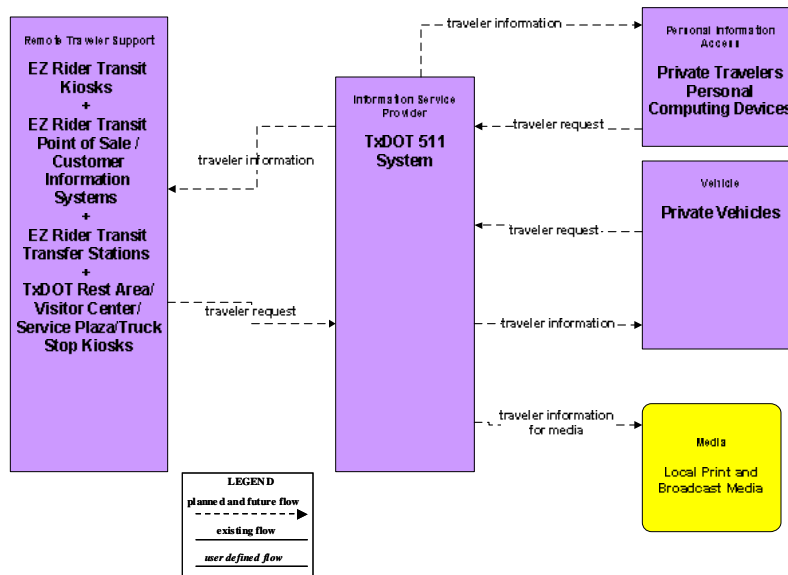 Remote Traveler Support
EZ Rider Transit
Kiosks
+
EZ Rider Transit
Point of Sale /
Customer
Information
Systems
+
EZ Rider Transit
Transfer Stations
+
TxDOT Rest Area/
Visitor Center/
Service Plaza/Truck
Stop Kiosks
traveler information
traveler request
Information Service
Provider
TxDOT 511
System
traveler information
traveler request
traveler request
traveler information
traveler information
for media
Personal Information
Access
Private Travelers
Personal
Computing Devices
Vehicle
Private Vehicles
Media
Local Print and
Broadcast Media
LEGEND
planned and future flow
existing flow
user defined flow